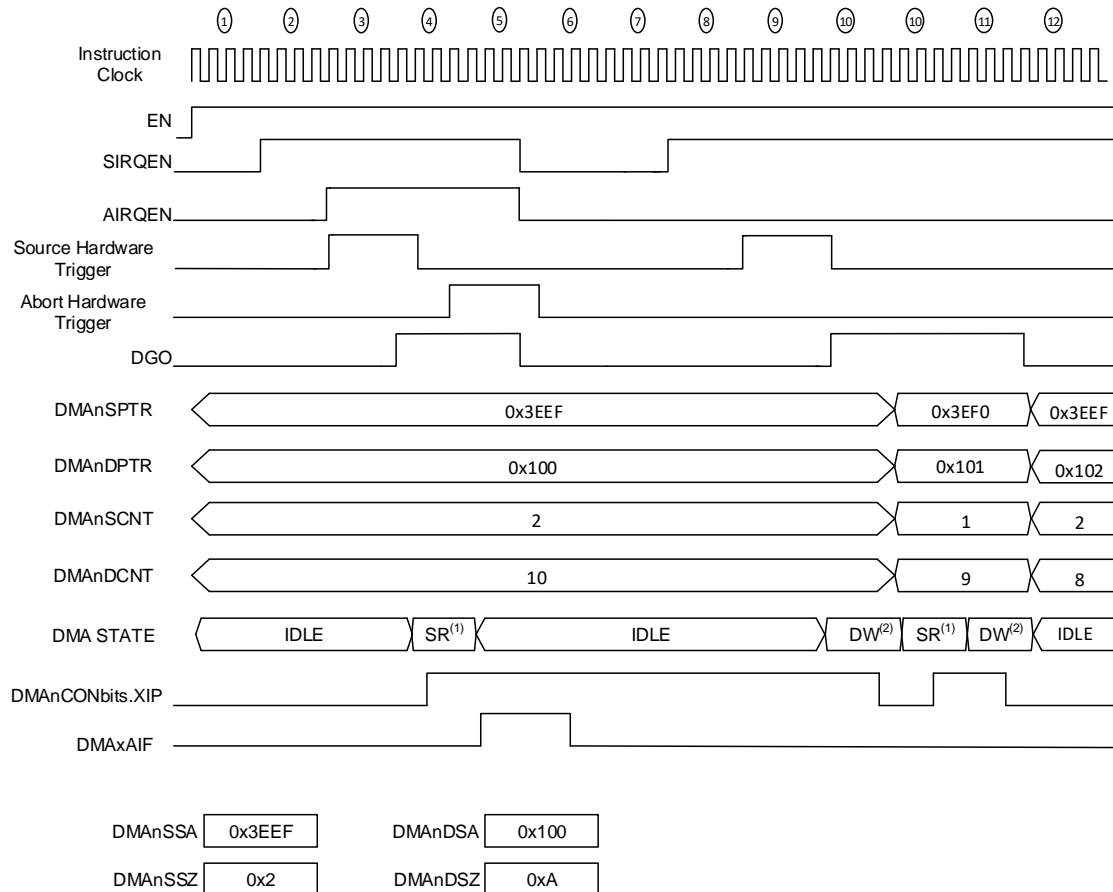 1 2 3 4 5 6 7 8 9 10 10 11 12
Instruction
Clock
EN
SIRQEN
AIRQEN
Source Hardware
Trigger
Abort Hardware
Trigger
DGO
DMAnSPTR 0x3EEF 0x3EF0 0x3EEF
DMAnDPTR 0x100 0x101 0x102
DMAnSCNT 2 1 2
DMAnDCNT 10 9 8
DMA STATE IDLE SR(1) IDLE DW(2) SR(1) DW(2) IDLE
DMAnCONbits.XIP
DMAxAIF
DMAnSSA 0x3EEF DMAnDSA 0x100
DMAnSSZ 0x2 DMAnDSZ 0xA